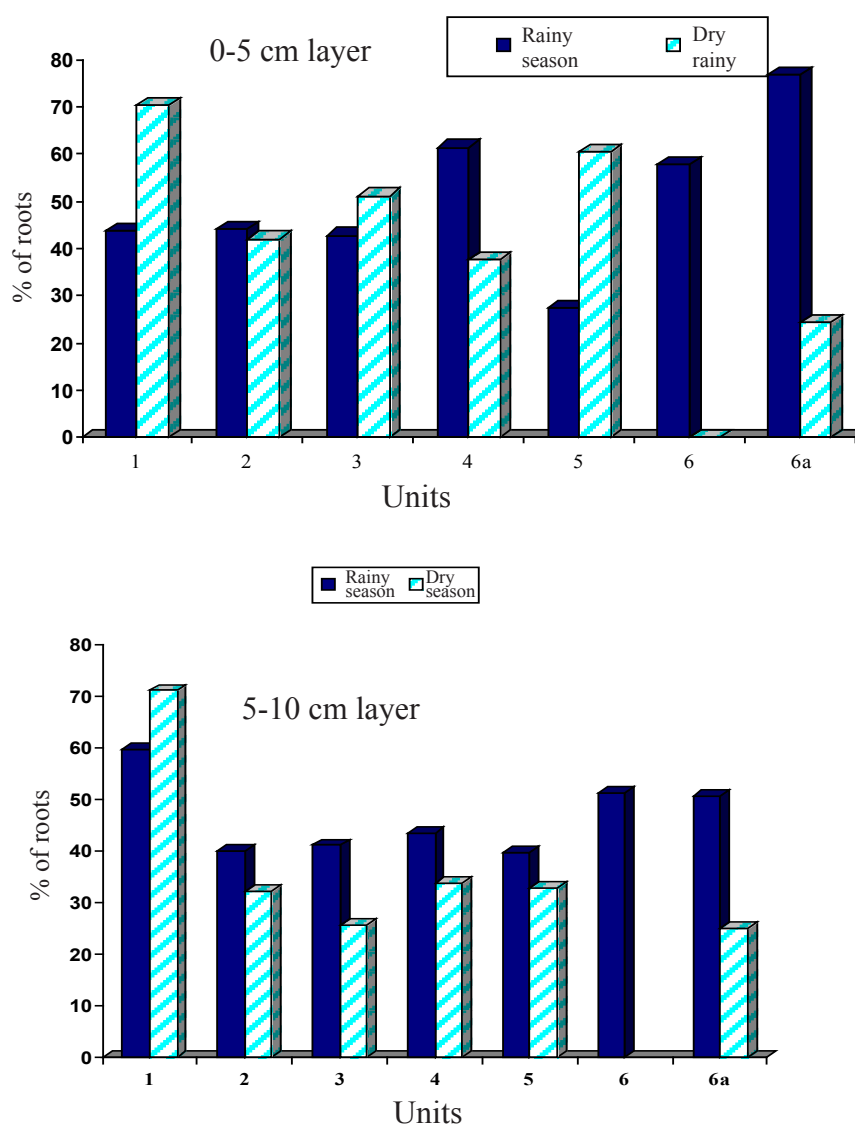 0-5 cm layer
Rainy season
Dry rainy
80
70
60
50
40
30
20
10
0
% of roots
1 2 3 4 5 6 6a
Units
Rainy season
Dry season
5-10 cm layer
80
70
60
50
40
30
20
10
0
% of roots
1 2 3 4 5 6 6a
Units